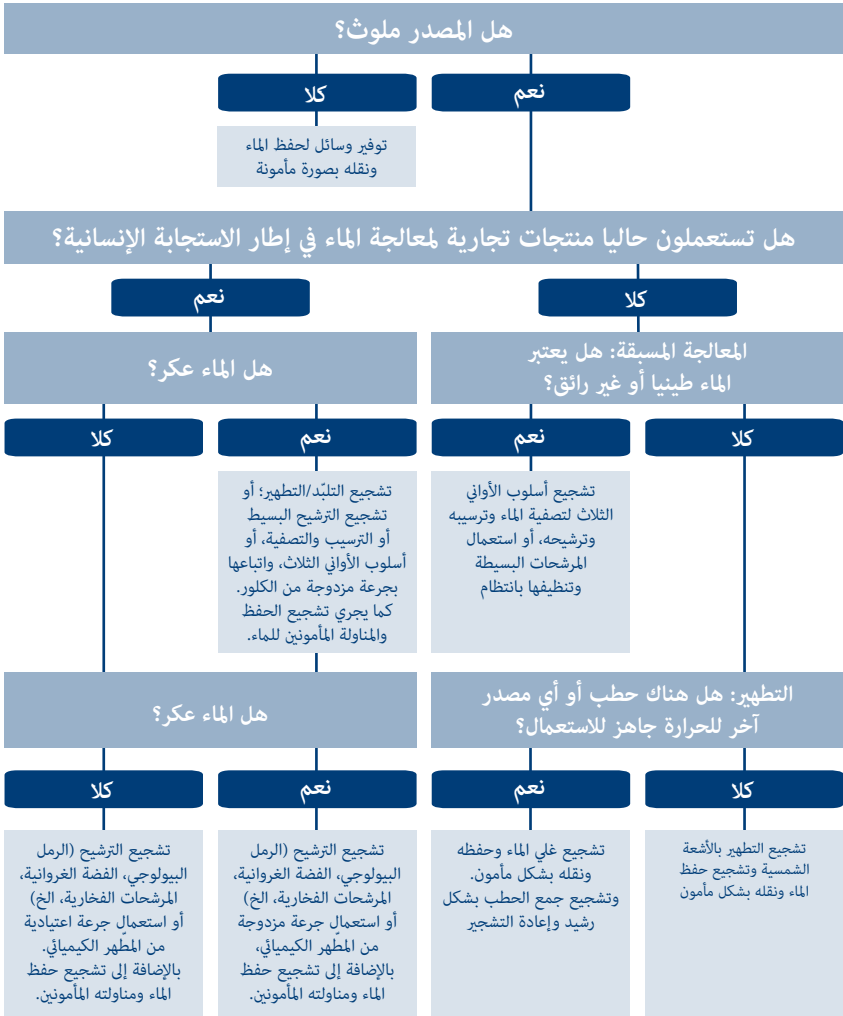 هل المصدر ملوث؟
نعم
كلا
توفير وسائل لحفظ الماء
ونقله بصورة مأمونة
هل تستعملون حاليا منتجات تجارية لمعالجة الماء في إطار الاستجابة الإنسانية؟
كلا
نعم
المعالجة المسبقة: هل يعتبر
الماء طينيا أو غير رائق؟
هل الماء عكر؟
كلا
نعم
نعم
كلا
تشجيع أسلوب الأواني
الثلاث لتصفية الماء وترسيبه
وترشيحه، أو استعمال
المرشحات البسيطة
وتنظيفها بانتظام
تشجيع التلبّد/التطهير؛ أو
تشجيع الترشيح البسيط
أو الترسيب والتصفية، أو
أسلوب الأواني الثلاث، واتباعها
بجرعة مزدوجة من الكلور.
كما يجري تشجيع الحفظ
والمناولة المأمونين للماء.
التطهير: هل هناك حطب أو أي مصدر
آخر للحرارة جاهز للاستعمال؟
هل الماء عكر؟
كلا
نعم
نعم
كلا
تشجيع التطهير بالأشعة
الشمسية وتشجيع حفظ
الماء ونقله بشكل مأمون
تشجيع غلي الماء وحفظه
ونقله بشكل مأمون.
وتشجيع جمع الحطب بشكل
رشيد وإعادة التشجير
تشجيع الترشيح (الرمل
البيولوجي، الفضة الغروانية،
المرشحات الفخارية، الخ)
أو استعمال جرعة مزدوجة
من المطّهر الكيميائي،
بالإضافة إلى تشجيع حفظ
الماء ومناولته المأمونين.
تشجيع الترشيح (الرمل
البيولوجي، الفضة الغروانية،
المرشحات الفخارية، الخ)
أو استعمال جرعة اعتيادية
من المطّهر الكيميائي.
بالإضافة إلى تشجيع حفظ
الماء ومناولته المأمونين.